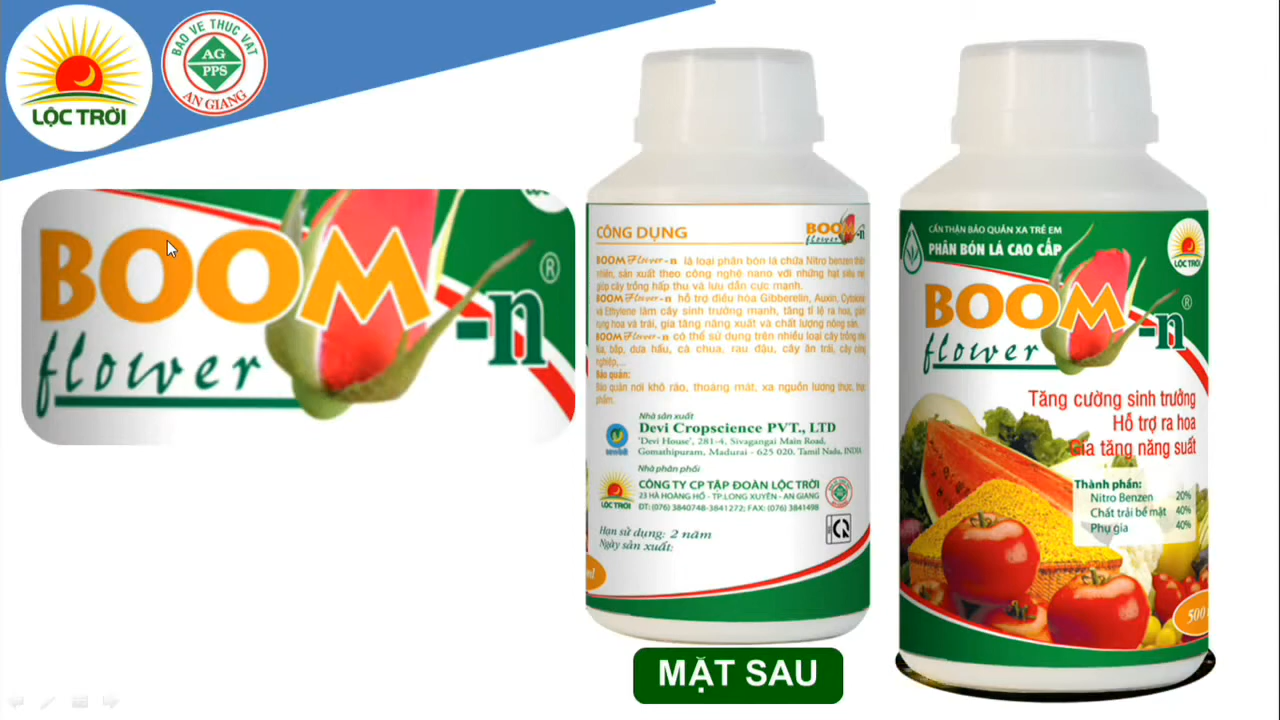 LỘC TRỜI
BẢO VỆ THỰC VẬT
AG
PPS
AN GIANG
BOOM-n®
flower
CÔNG DỤNG
BOOM-n
flower
BOOM Flower-n là loại phân bón lá chứa Nitro benzen thiên
nhiên, sản xuất theo công nghệ nano với những hạt siêu nhỏ
giúp cây trồng hấp thu và lưu dẫn cực mạnh.
BOOM Flower-n hỗ trợ điều hòa Gibberelin, Auxin, Cytokine
và Ethylene làm cây sinh trưởng mạnh, tăng tỉ lệ ra hoa, giảm
rụng hoa và trái, gia tăng năng xuất và chất lượng nông sản.
BOOM Flower-n có thể sử dụng trên nhiều loại cây trồng như
lúa, bắp, dưa hấu, cà chua, rau đậu, cây ăn trái, cây công
nghiệp,...
Bảo quản:
Bảo quản nơi khô ráo, thoáng mát, xa nguồn lương thực, thực
phẩm.
Nhà sản xuất
Devi Cropscience PVT., LTD
'Devi House', 281-4, Sivagangai Main Road,
Gomathipuram, Madurai - 625 020. Tamil Nadu, INDIA
Nhà phân phối
CÔNG TY CP TẬP ĐOÀN LỘC TRỜI
23 HÀ HOÀNG HỔ - TP.LONG XUYÊN - AN GIANG
ĐT: (076) 3840748-3841272; FAX: (076) 3841498
LỘC TRỜI
Hạn sử dụng: 2 năm
Ngày sản xuất:
MẶT SAU
CẨN THẬN BẢO QUẢN XA TRẺ EM
PHÂN BÓN LÁ CAO CẤP
LỘC TRỜI
BOOM-n®
flower
Tăng cường sinh trưởng
Hỗ trợ ra hoa
Gia tăng năng suất
Thành phần:
Nitro Benzen 20%
Chất trải bề mặt 40%
Phụ gia 40%
500